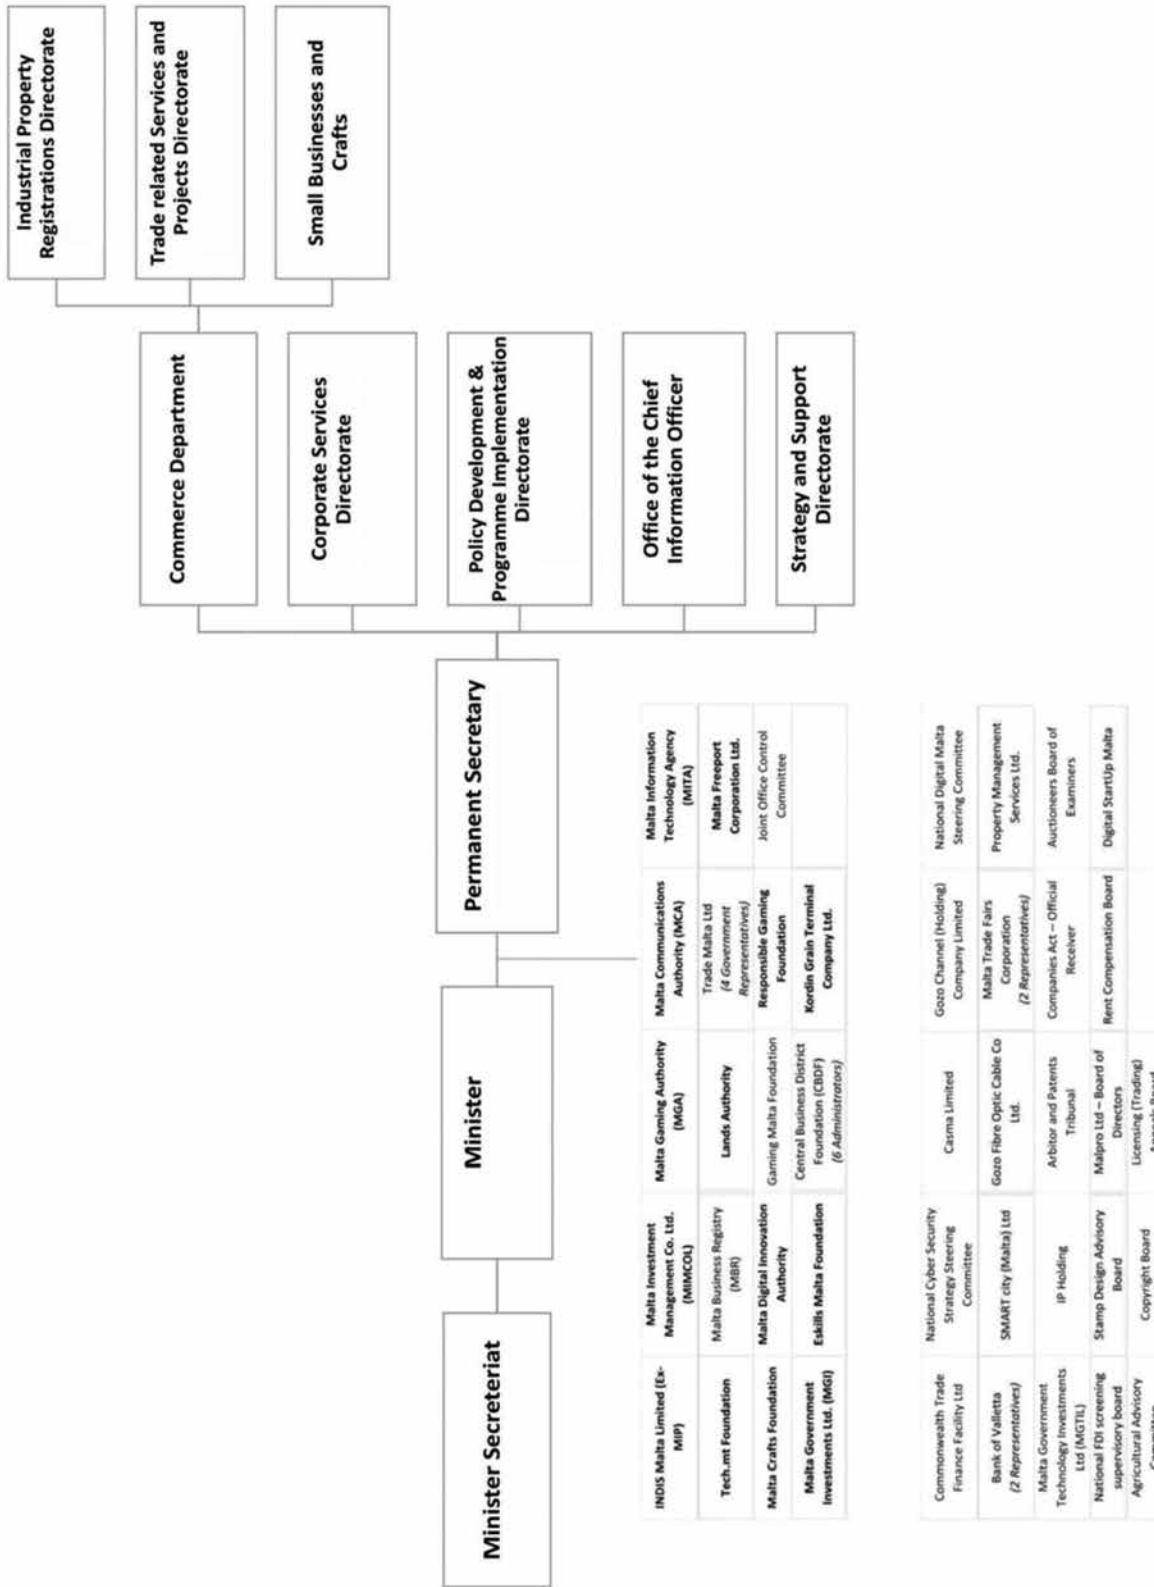 Industrial Property
Registrations Directorate
Trade related Services and
Projects Directorate
Small Businesses and
Crafts
Commerce Department
Corporate Services
Directorate
Policy Development &
Programme Implementation
Directorate
Office of the Chief
Information Officer
Strategy and Support
Directorate
Permanent Secretary
Minister
Minister Secreteriat
INDIS Malta Limited (Ex-
MIP)
Malta Investment
Management Co. Ltd.
(MIMCOL)
Malta Gaming Authority
(MGA)
Malta Communications
Authority (MCA)
Malta Information
Technology Agency
(MITA)
Tech.mt Foundation
Malta Business Registry
(MBR)
Lands Authority
Trade Malta Ltd
(4 Government
Representatives)
Malta Freeport
Corporation Ltd.
Malta Crafts Foundation
Malta Digital Innovation
Authority
Gaming Malta Foundation
Responsible Gaming
Foundation
Joint Office Control
Committee
Malta Government
Investments Ltd. (MGI)
Eskills Malta Foundation
Central Business District
Foundation (CBDF)
(6 Administrators)
Kordin Grain Terminal
Company Ltd.
Commonwealth Trade
Finance Facility Ltd
National Cyber Security
Strategy Steering
Committee
Casma Limited
Gozo Channel (Holding)
Company Limited
National Digital Malta
Steering Committee
Bank of Valletta
(2 Representatives)
SMART city (Malta) Ltd
Gozo Fibre Optic Cable Co
Ltd.
Malta Trade Fairs
Corporation
(2 Representatives)
Property Management
Services Ltd.
Malta Government
Technology Investments
Ltd (MGTIL)
IP Holding
Arbitor and Patents
Tribunal
Companies Act – Official
Receiver
Auctioneers Board of
Examiners
National FDI screening
supervisory board
Stamp Design Advisory
Board
Malpro Ltd – Board of
Directors
Rent Compensation Board
Digital StartUp Malta
Agricultural Advisory
Copyright Board
Licensing (Trading)